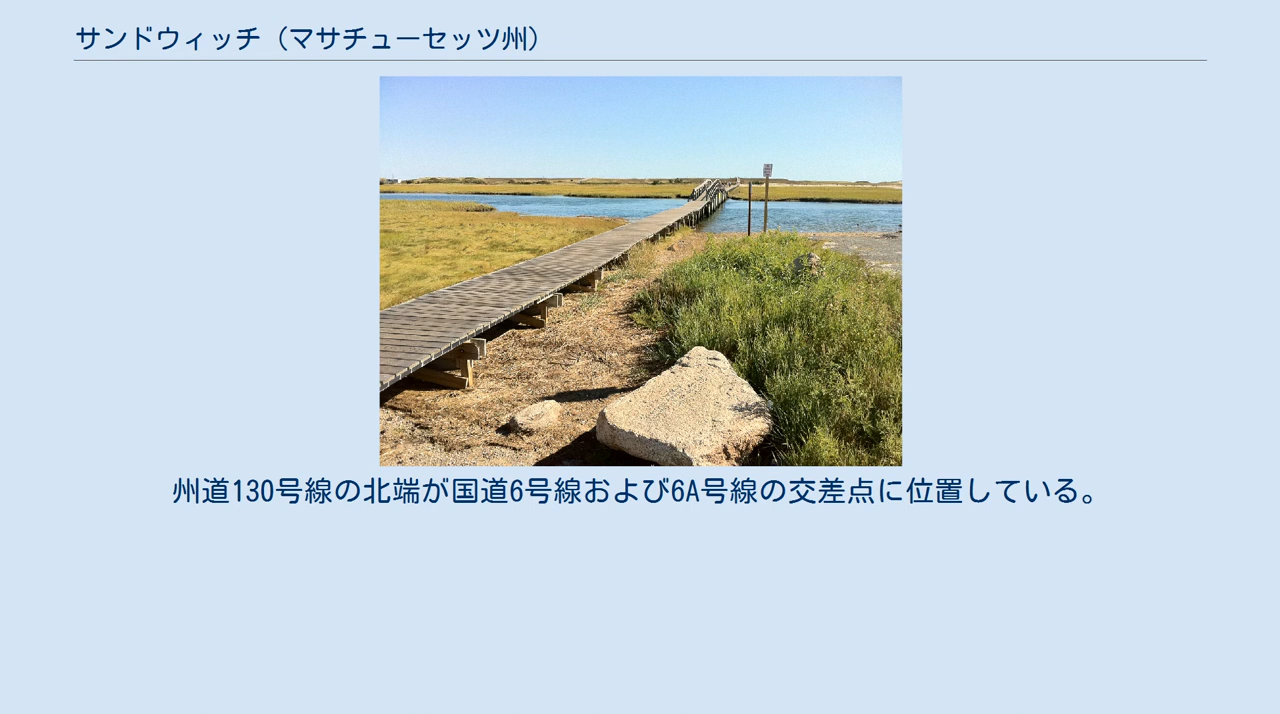 サンドウィッチ（マサチューセッツ州）
州道130号線の北端が国道6号線および6A号線の交差点に位置している。